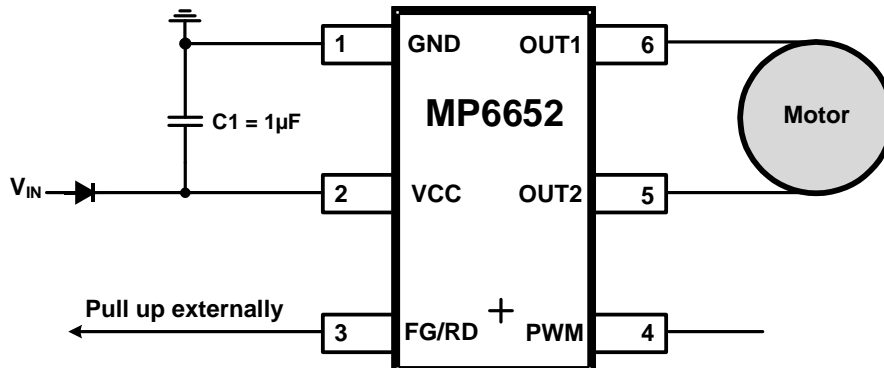 1 GND OUT1 6
MP6652
C1 = 1µF
Motor
VIN 2 VCC OUT2 5
Pull up externally
3 FG/RD PWM 4